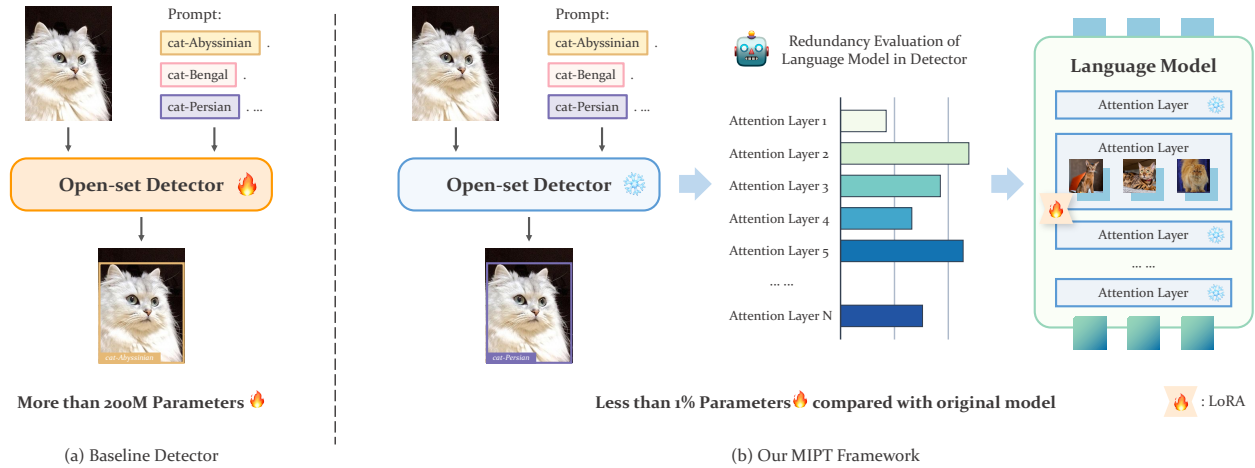 Prompt:
cat-Abyssinian .
cat-Bengal .
cat-Persian . ...
Open-set Detector
cat-Abyssinian
More than 200M Parameters
(a) Baseline Detector
Prompt:
cat-Abyssinian .
cat-Bengal .
cat-Persian . ...
Open-set Detector
cat-Persian
Redundancy Evaluation of
Language Model in Detector
Attention Layer 1
Attention Layer 2
Attention Layer 3
Attention Layer 4
Attention Layer 5
... ...
Attention Layer N
Language Model
Attention Layer
Attention Layer
Attention Layer
... ...
Attention Layer
Less than 1% Parameters compared with original model
: LoRA
(b) Our MIPT Framework